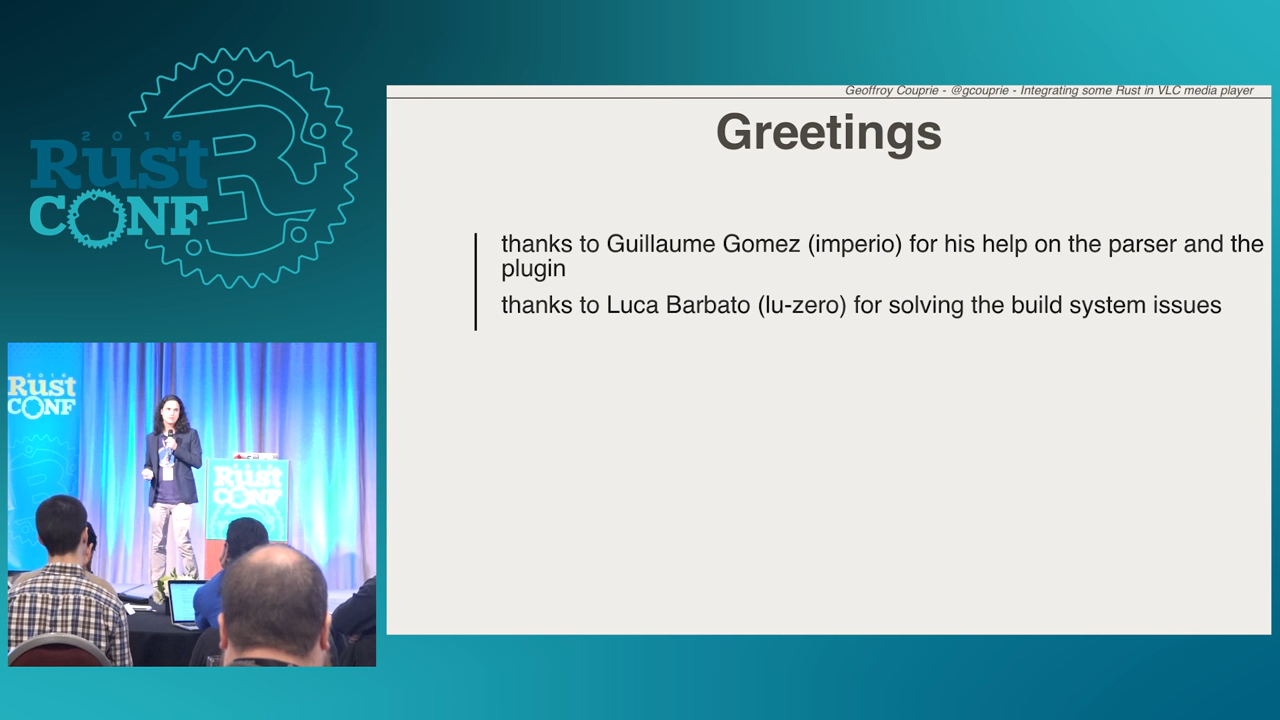 2016
Rust
CONF
Geoffroy Couprie - @gcouprie - Integrating some Rust in VLC media player
Greetings
thanks to Guillaume Gomez (imperio) for his help on the parser and the
plugin
thanks to Luca Barbato (lu-zero) for solving the build system issues
2016
Rust
CONF
Rust
CONF